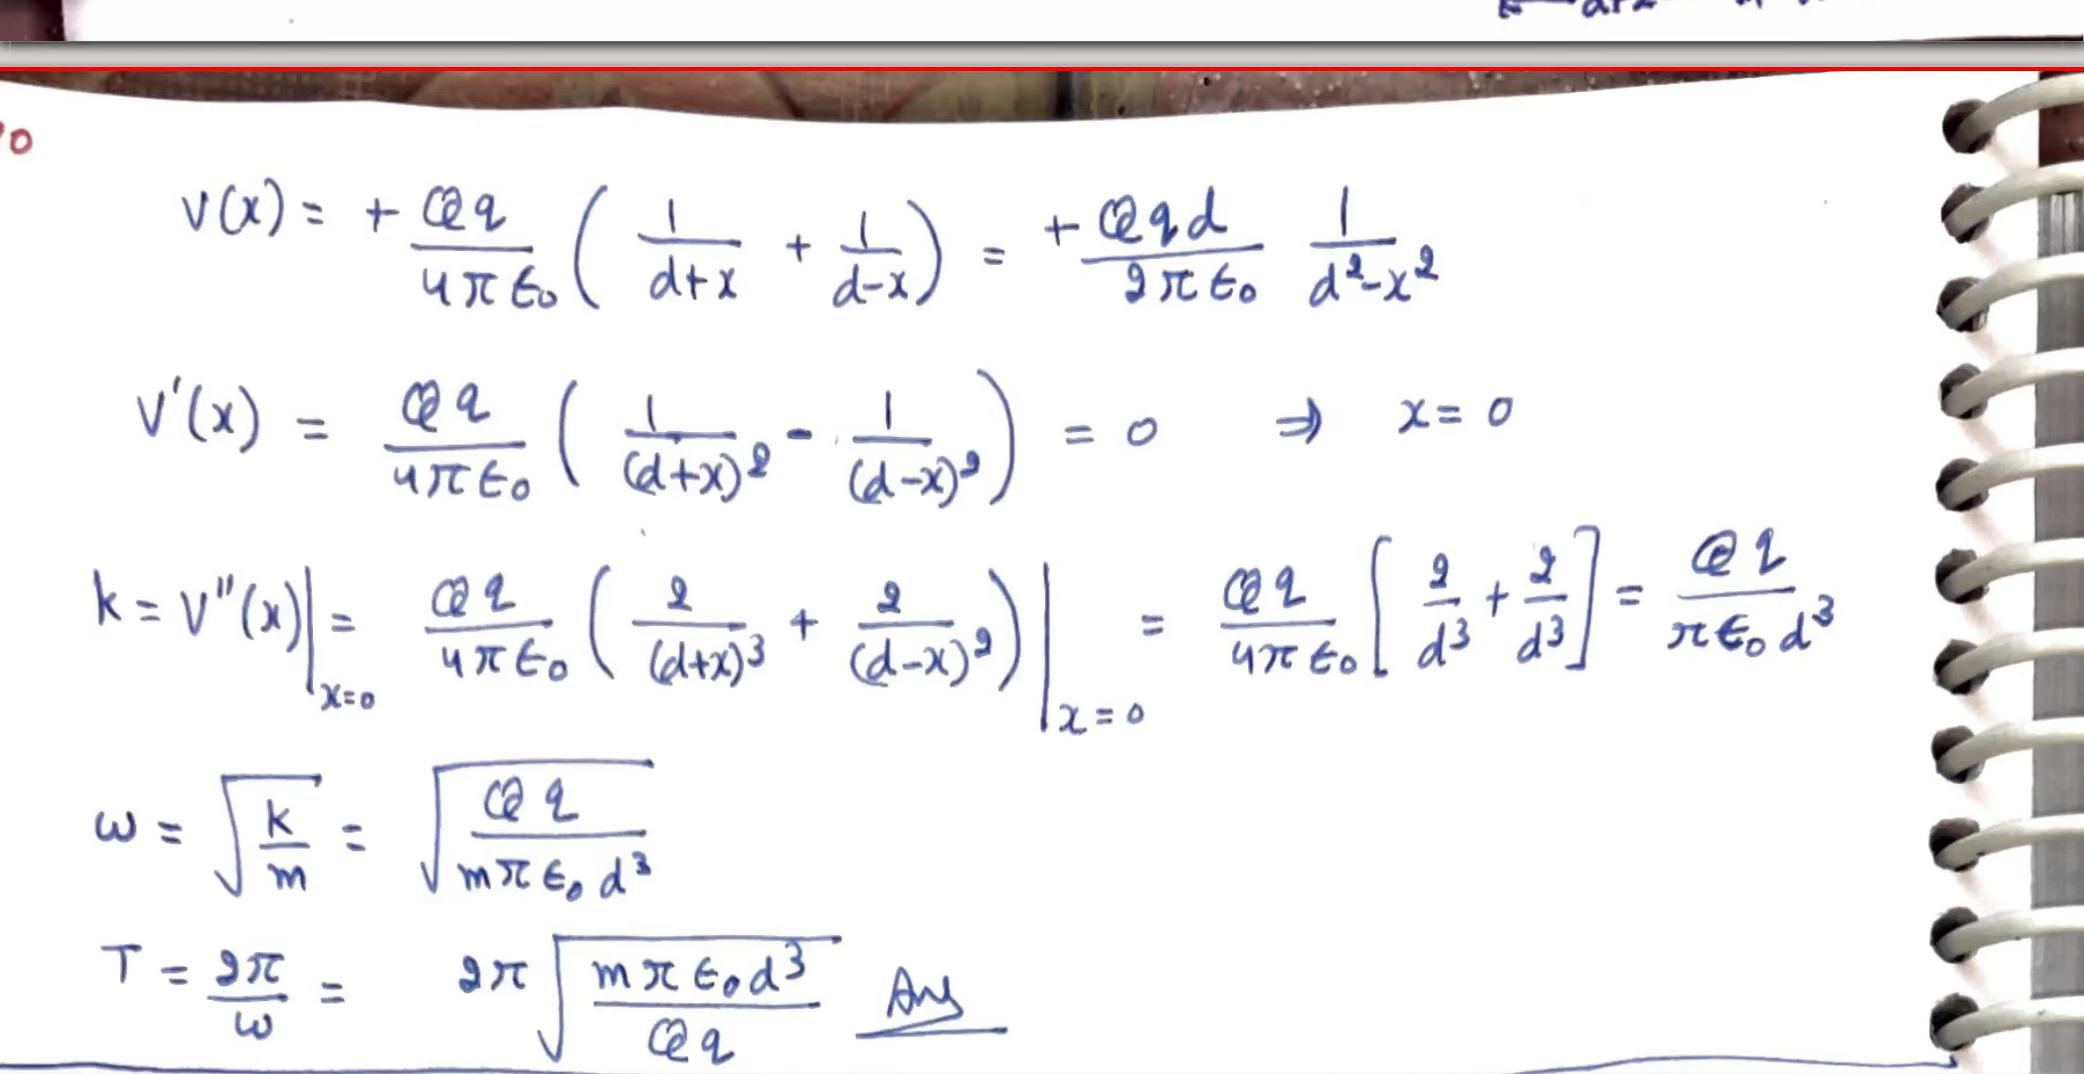 0
V(x) = + Qq/4πϵ₀ ( 1/d+x + 1/d-x ) = + Qqd/2πϵ₀ 1/d²-x²
V'(x) = Qq/4πϵ₀ ( 1/(d+x)² - 1/(d-x)² ) = 0 ⇒ x = 0
k = V''(x)|ₓ₌₀ = Qq/4πϵ₀ ( 2/(d+x)³ + 2/(d-x)² )|ₓ₌₀ = Qq/4πϵ₀ [ 2/d³ + 2/d³ ] = Qq/πϵ₀d³
ω = √(k/m) = √(Qq/mπϵ₀d³)
T = 2π/ω = 2π √(mπϵ₀d³/Qq) Ans